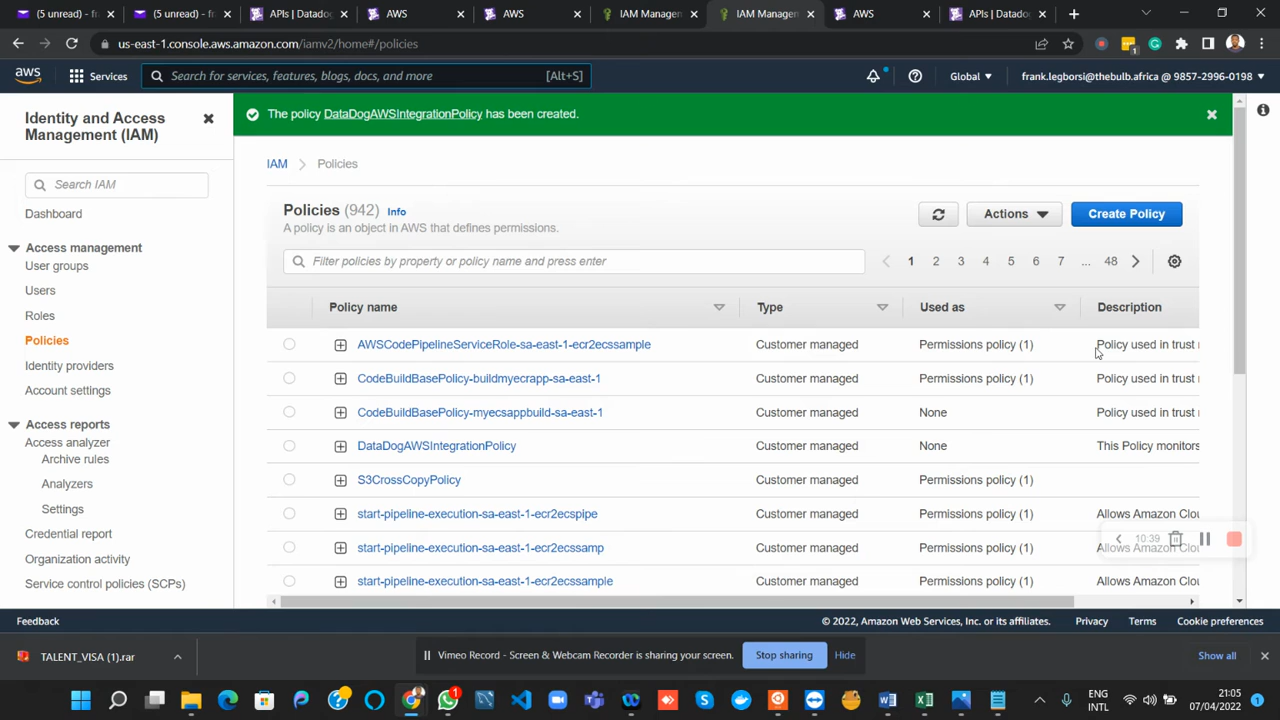 (5 unread) - fr
(5 unread) - fr
APIs | Datadog
AWS
AWS
IAM Managem
IAM Managem
AWS
APIs | Datadog
us-east-1.console.aws.amazon.com/iamv2/home#/policies
1
aws
Services
Search for services, features, blogs, docs, and more
[Alt+S]
Global
frank.legborsi@thebulb.africa @ 9857-2996-0198
Identity and Access
Management (IAM)
Search IAM
Dashboard
Access management
User groups
Users
Roles
Policies
Identity providers
Account settings
Access reports
Access analyzer
Archive rules
Analyzers
Settings
Credential report
Organization activity
Service control policies (SCPs)
The policy DataDogAWSIntegrationPolicy has been created.
IAM > Policies
Policies (942) Info
A policy is an object in AWS that defines permissions.
Actions
Create Policy
Filter policies by property or policy name and press enter
1 2 3 4 5 6 7 ... 48
Policy name Type Used as Description
AWSCodePipelineServiceRole-sa-east-1-ecr2ecssample Customer managed Permissions policy (1) Policy used in trust
CodeBuildBasePolicy-buildmyecrapp-sa-east-1 Customer managed Permissions policy (1) Policy used in trust
CodeBuildBasePolicy-myecsappbuild-sa-east-1 Customer managed None Policy used in trust
DataDogAWSIntegrationPolicy Customer managed None This Policy monitors
S3CrossCopyPolicy Customer managed Permissions policy (1)
start-pipeline-execution-sa-east-1-ecr2ecspipe Customer managed Permissions policy (1) Allows Amazon Clou
start-pipeline-execution-sa-east-1-ecr2ecssamp Customer managed Permissions policy (1) Allows Amazon Clou
start-pipeline-execution-sa-east-1-ecr2ecssample Customer managed Permissions policy (1) Allows Amazon Clou
10:39
Feedback
© 2022, Amazon Web Services, Inc. or its affiliates.
Privacy
Terms
Cookie preferences
TALENT_VISA (1).rar
Vimeo Record - Screen & Webcam Recorder is sharing your screen.
Stop sharing
Hide
Show all
1
ENG
INTL
21:05
07/04/2022